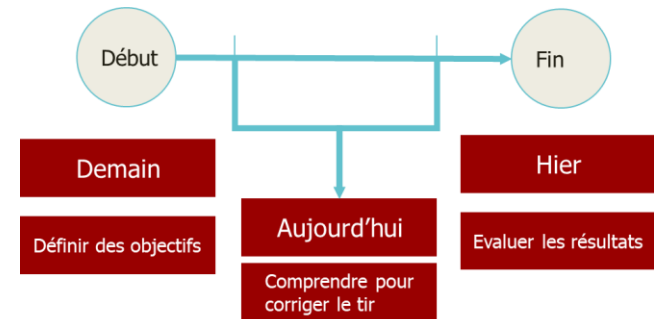 Début
Fin
Demain
Hier
Définir des objectifs
Aujourd'hui
Evaluer les résultats
Comprendre pour
corriger le tir